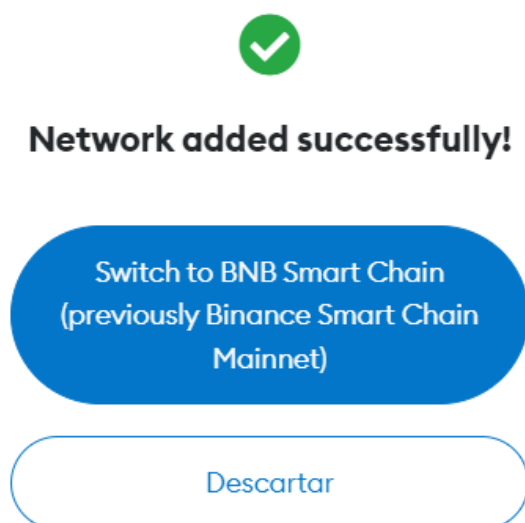 Network added successfully!
Switch to BNB Smart Chain
(previously Binance Smart Chain
Mainnet)
Descartar